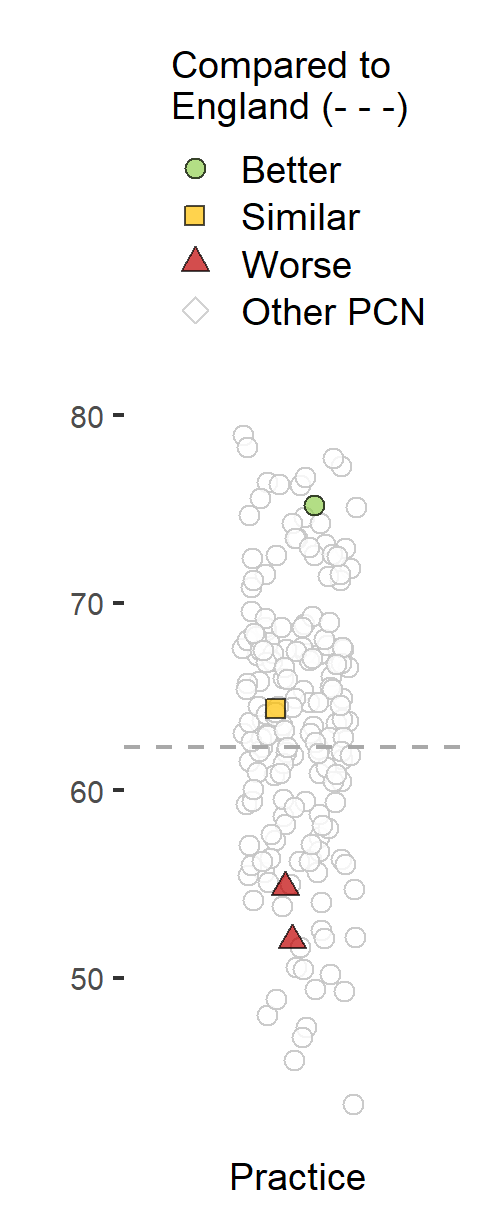 Compared to
England (- - -)
Better
Similar
Worse
Other PCN
80
70
60
50
Practice